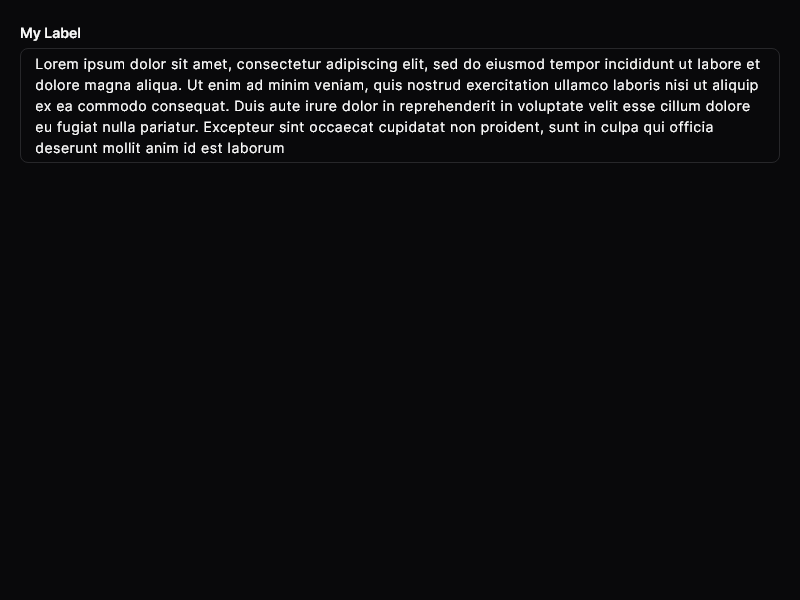 My Label
Lorem ipsum dolor sit amet, consectetur adipiscing elit, sed do eiusmod tempor incididunt ut labore et
dolore magna aliqua. Ut enim ad minim veniam, quis nostrud exercitation ullamco laboris nisi ut aliquip
ex ea commodo consequat. Duis aute irure dolor in reprehenderit in voluptate velit esse cillum dolore
eu fugiat nulla pariatur. Excepteur sint occaecat cupidatat non proident, sunt in culpa qui officia
deserunt mollit anim id est laborum